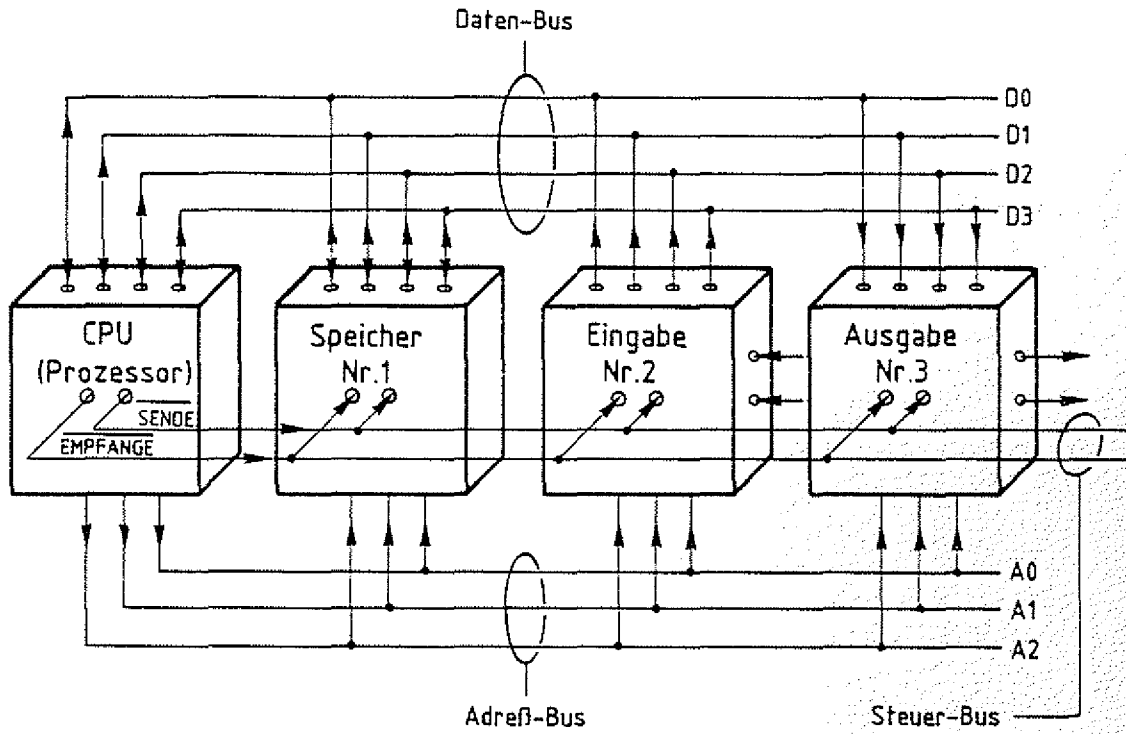 Daten-Bus
D0
D1
D2
D3
CPU
(Prozessor)
SENDE
EMPFANGE
Speicher
Nr.1
Eingabe
Nr.2
Ausgabe
Nr.3
A0
A1
A2
Adreß-Bus
Steuer-Bus